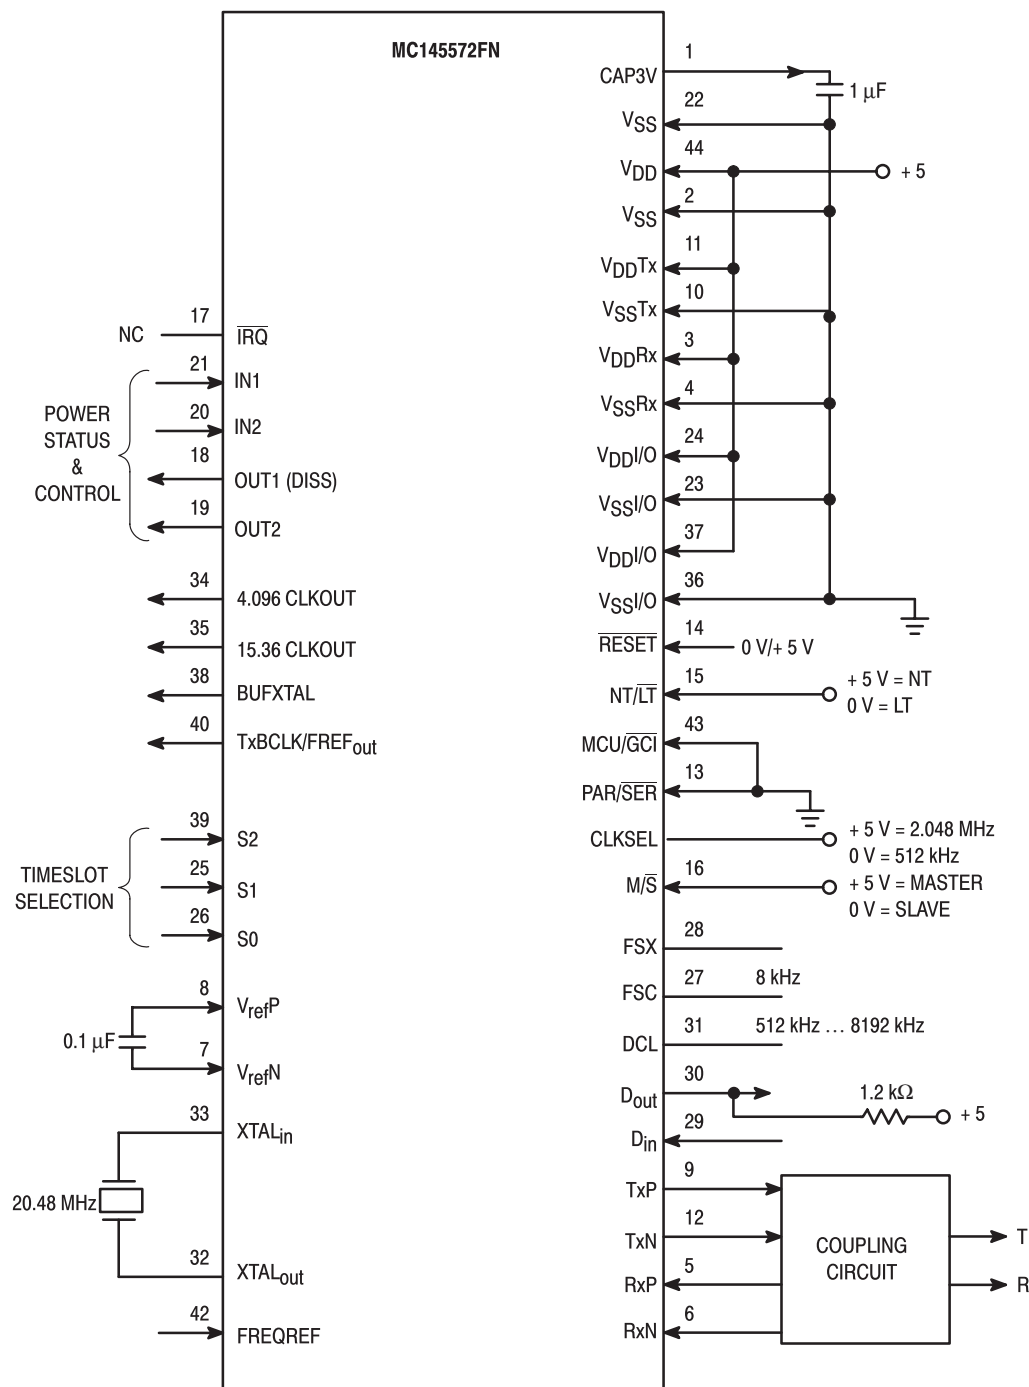 MC145572FN
1
CAP3V
1 µF
22
VSS
44
VDD
+ 5
2
VSS
11
VDDTx
10
VSSTx
3
VDDRx
4
VSSRx
24
VDDI/O
23
VSSI/O
37
VDDI/O
36
VSSI/O
14
RESET
0 V/+ 5 V
15
NT/LT
+ 5 V = NT
0 V = LT
43
MCU/GCI
13
PAR/SER
CLKSEL
+ 5 V = 2.048 MHz
0 V = 512 kHz
16
M/S
+ 5 V = MASTER
0 V = SLAVE
28
FSX
27
8 kHz
FSC
31
512 kHz … 8192 kHz
DCL
30
Dout
1.2 kΩ
+ 5
29
Din
9
TxP
12
TxN
5
RxP
6
RxN
COUPLING
CIRCUIT
T
R
17
NC
IRQ
21
IN1
20
IN2
18
OUT1 (DISS)
19
OUT2
POWER
STATUS
&
CONTROL
34
4.096 CLKOUT
35
15.36 CLKOUT
38
BUFXTAL
40
TxBCLK/FREFout
39
S2
25
S1
26
S0
TIMESLOT
SELECTION
8
VrefP
0.1 µF
7
VrefN
33
XTALin
20.48 MHz
32
XTALout
42
FREQREF